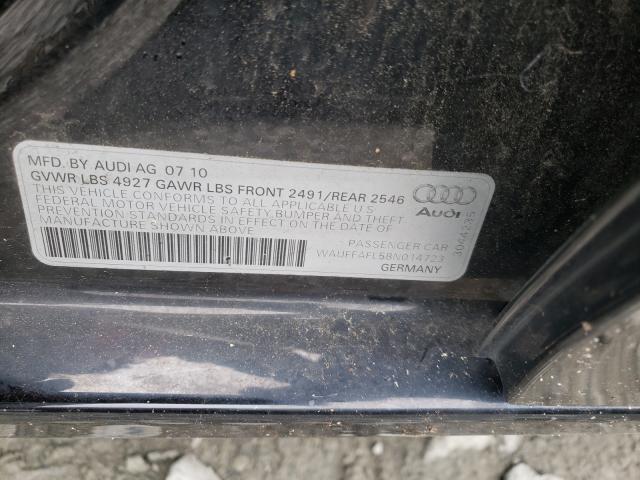 MFD. BY AUDI AG 07 10
GVWR LBS 4927 GAWR LBS FRONT 2491/REAR 2546
THIS VEHICLE CONFORMS TO ALL APPLICABLE U.S
FEDERAL MOTOR VEHICLE SAFETY,BUMPER AND THEFT
PREVENTION STANDARDS IN EFFECT ON THE DATE OF
MANUFACTURE SHOWN ABOVE
PASSENGER CAR
WAUFFAFL5BN014723
GERMANY
Audi
3044235